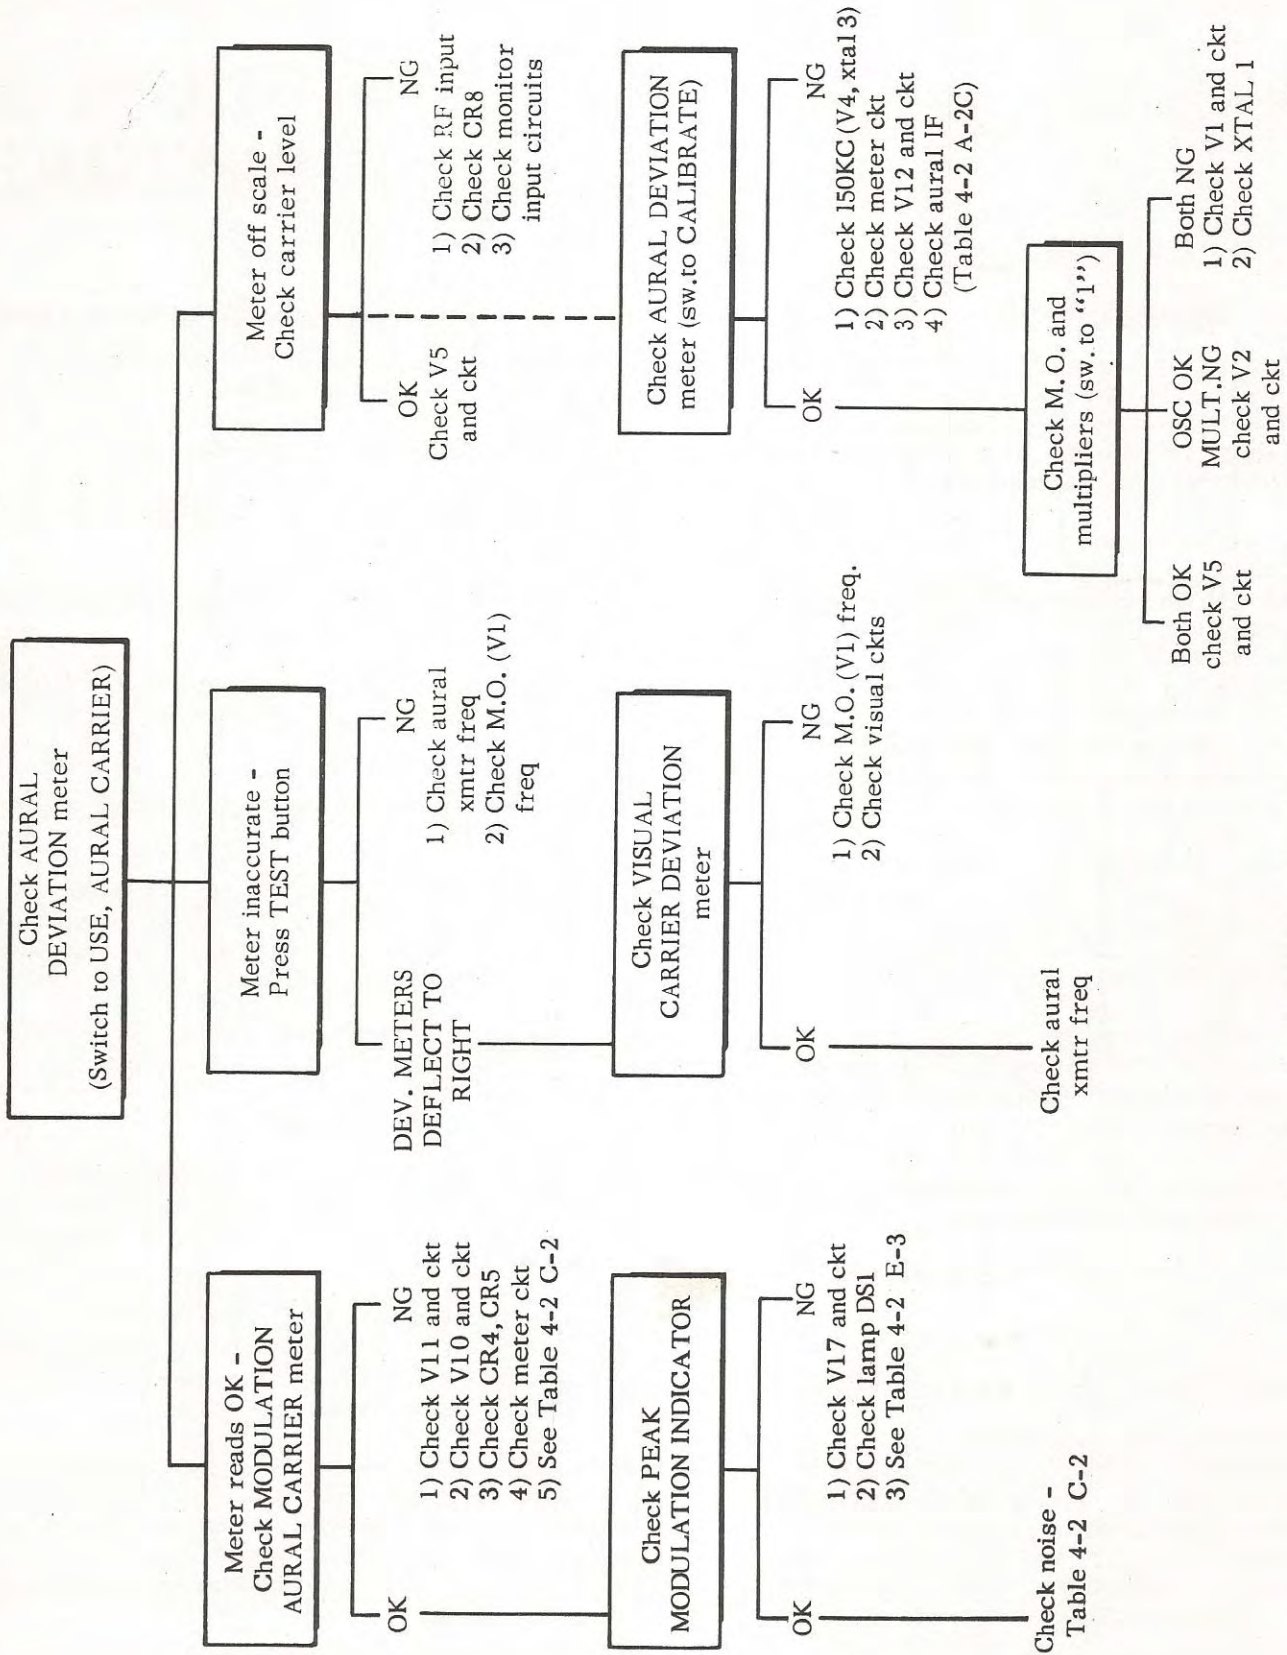 Check AURAL
DEVIATION meter
(Switch to USE, AURAL CARRIER)
Meter reads OK -
Check MODULATION
AURAL CARRIER meter
OK
NG
1) Check V11 and ckt
2) Check V10 and ckt
3) Check CR4, CR5
4) Check meter ckt
5) See Table 4-2 C-2
Check PEAK
MODULATION INDICATOR
OK
NG
1) Check V17 and ckt
2) Check lamp DS1
3) See Table 4-2 E-3
Check noise -
Table 4-2 C-2
Meter inaccurate -
Press TEST button
DEV. METERS
DEFLECT TO
RIGHT
NG
1) Check aural
xmtr freq
2) Check M.O. (V1)
freq
Check VISUAL
CARRIER DEVIATION
meter
OK
NG
1) Check M.O. (V1) freq.
2) Check visual ckts
Check aural
xmtr freq
Meter off scale -
Check carrier level
OK
Check V5
and ckt
NG
1) Check RF input
2) Check CR8
3) Check monitor
input circuits
Check AURAL DEVIATION
meter (sw.to CALIBRATE)
OK
NG
1) Check 150KC (V4, xtal 3)
2) Check meter ckt
3) Check V12 and ckt
4) Check aural IF
(Table 4-2 A-2C)
Check M.O. and
multipliers (sw. to "1")
Both OK
check V5
and ckt
OSC OK
MULT.NG
check V2
and ckt
Both NG
1) Check V1 and ckt
2) Check XTAL 1